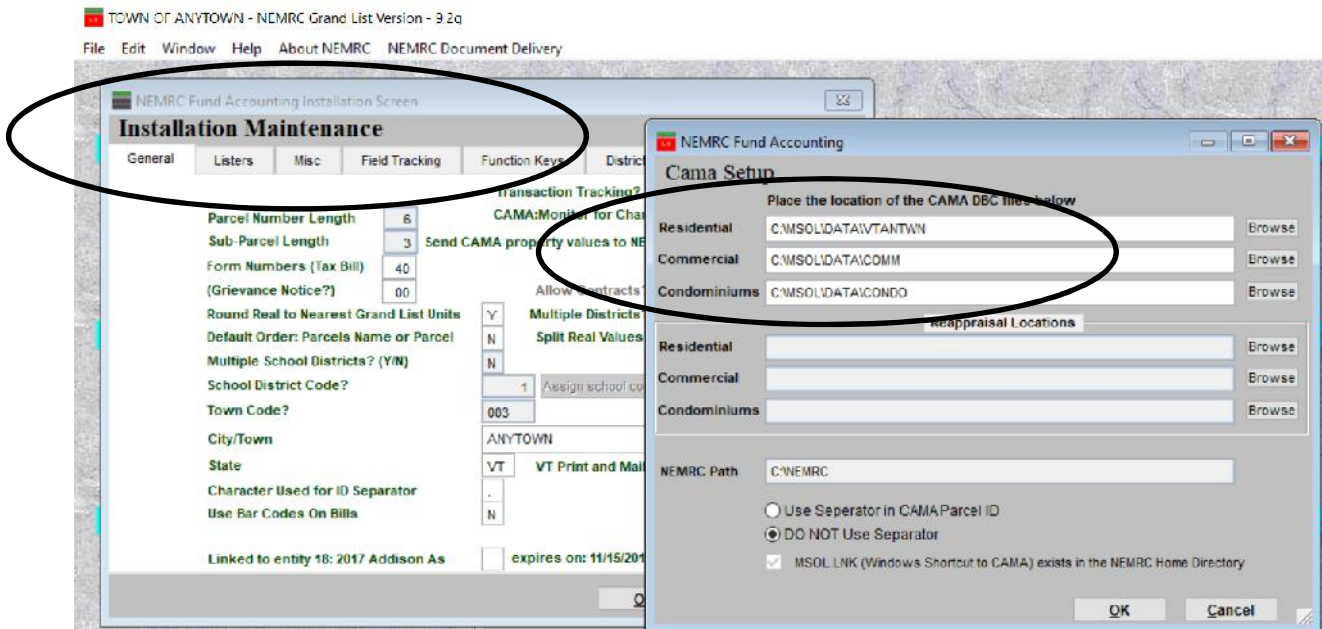 TOWN OF ANYTOWN - NEMRC Grand List Version - 9.2q
File Edit Window Help About NEMRC NEMRC Document Delivery
NEMRC Fund Accounting Installation Screen
Installation Maintenance
General Listers Misc Field Tracking Function Keys District
Transaction Tracking?
Parcel Number Length 6 CAMA:Monitor for Char
Sub-Parcel Length 3 Send CAMA property values to NE
Form Numbers (Tax Bill) 40
(Grievance Notice?) 00 Allow Contracts?
Round Real to Nearest Grand List Units Y Multiple Districts
Default Order: Parcels Name or Parcel N Split Real Values
Multiple School Districts? (Y/N) N
School District Code? 1 Assign school co
Town Code? 003
City/Town ANYTOWN
State VT VT Print and Mail
Character Used for ID Separator .
Use Bar Codes On Bills N
Linked to entity 18: 2017 Addison As expires on: 11/15/201
O
NEMRC Fund Accounting
Cama Setup
Place the location of the CAMA DBC files below
Residential C:\MSOL\DATA\VTANTWN Browse
Commercial C:\MSOL\DATA\COMM Browse
Condominiums C:\MSOL\DATA\CONDO Browse
Reappraisal Locations
Residential Browse
Commercial Browse
Condominiums Browse
NEMRC Path C:\NEMRC
Use Seperator in CAMA Parcel ID
DO NOT Use Separator
MSOL.LNK (Windows Shortcut to CAMA) exists in the NEMRC Home Directory
OK Cancel